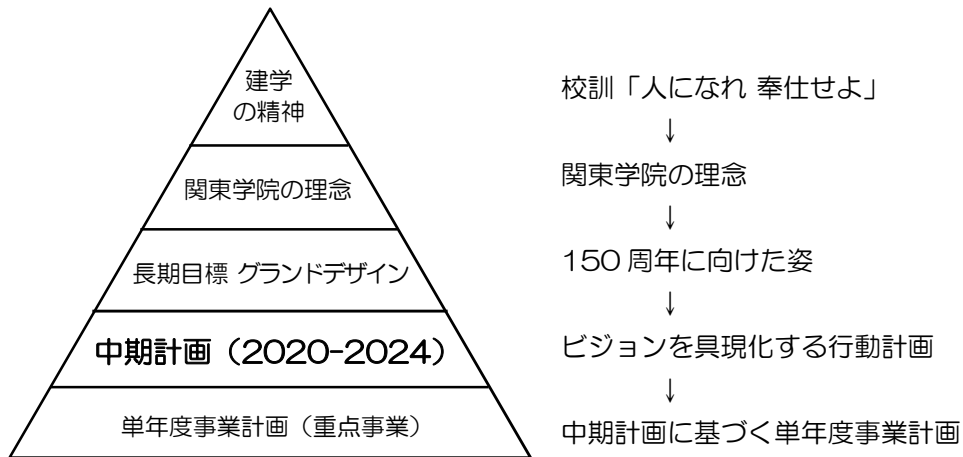 建学
の精神
関東学院の理念
長期目標 グランドデザイン
中期計画（2020-2024）
単年度事業計画（重点事業）
校訓「人になれ 奉仕せよ」
↓
関東学院の理念
↓
150周年に向けた姿
↓
ビジョンを具現化する行動計画
↓
中期計画に基づく単年度事業計画